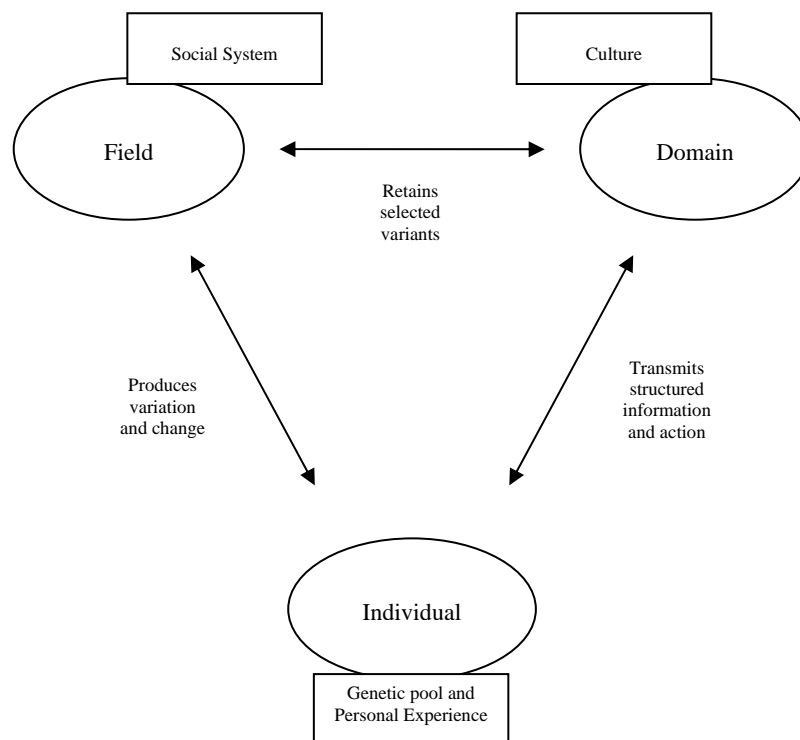 Social System
Culture
Field
Domain
Retains
selected
variants
Produces
variation
and change
Transmits
structured
information
and action
Individual
Genetic pool and
Personal Experience